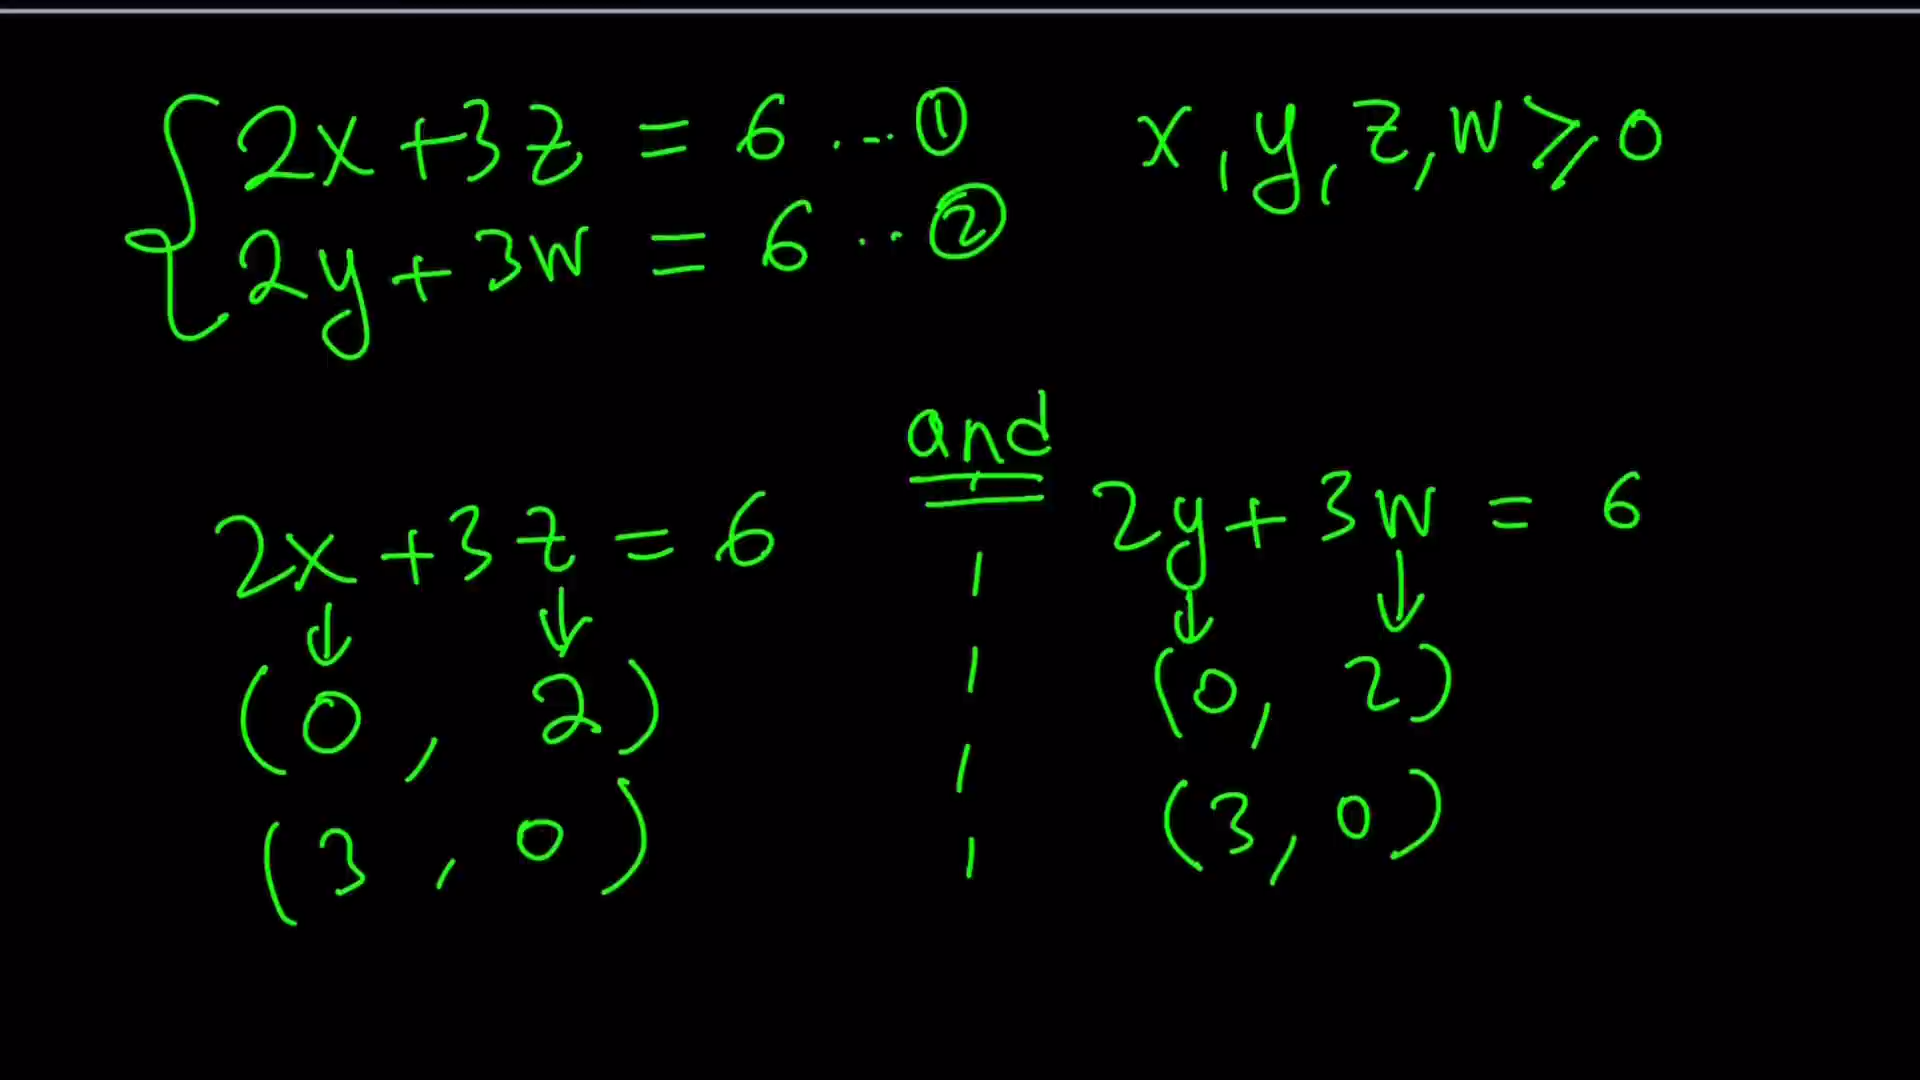 2x + 3z = 6 ... ①    x, y, z, w ⩾ 0
2y + 3w = 6 .. ②
and
2x + 3z = 6    2y + 3w = 6
(0, 2)    (0, 2)
(3, 0)    (3, 0)